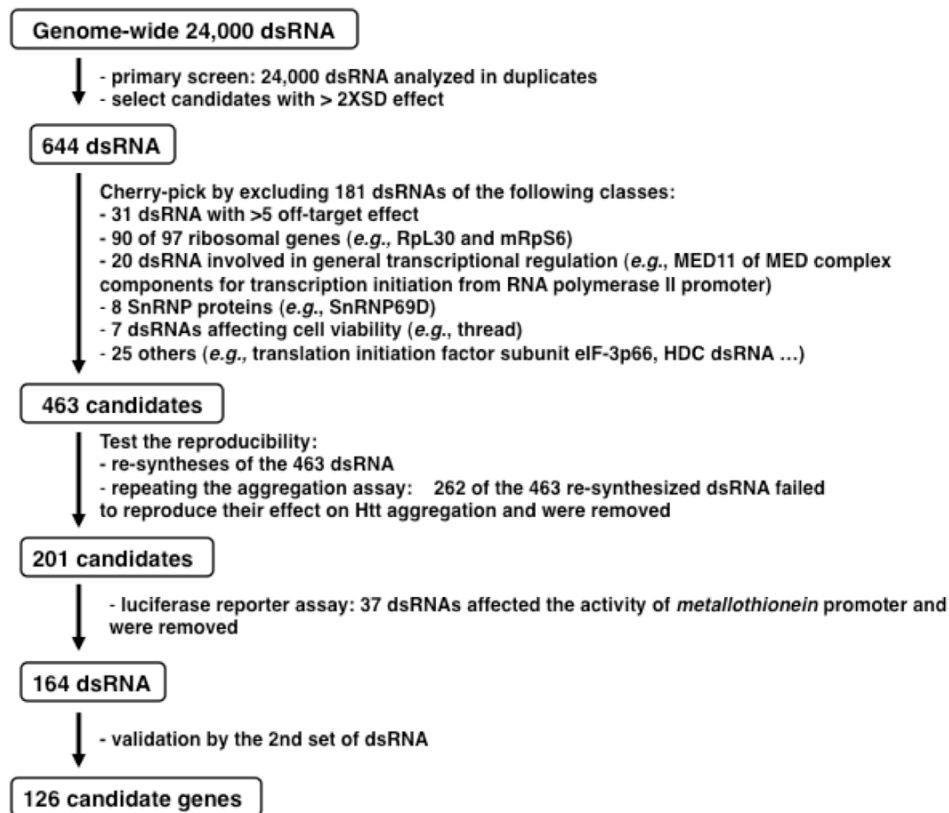 Genome-wide 24,000 dsRNA
- primary screen: 24,000 dsRNA analyzed in duplicates
- select candidates with > 2XSD effect
644 dsRNA
Cherry-pick by excluding 181 dsRNAs of the following classes:
- 31 dsRNA with >5 off-target effect
- 90 of 97 ribosomal genes (e.g., RpL30 and mRpS6)
- 20 dsRNA involved in general transcriptional regulation (e.g., MED11 of MED complex
components for transcription initiation from RNA polymerase II promoter)
- 8 SnRNP proteins (e.g., SnRNP69D)
- 7 dsRNAs affecting cell viability (e.g., thread)
- 25 others (e.g., translation initiation factor subunit eIF-3p66, HDC dsRNA ...)
463 candidates
Test the reproducibility:
- re-syntheses of the 463 dsRNA
- repeating the aggregation assay: 262 of the 463 re-synthesized dsRNA failed
to reproduce their effect on Htt aggregation and were removed
201 candidates
- luciferase reporter assay: 37 dsRNAs affected the activity of metallothionein promoter and
were removed
164 dsRNA
- validation by the 2nd set of dsRNA
126 candidate genes